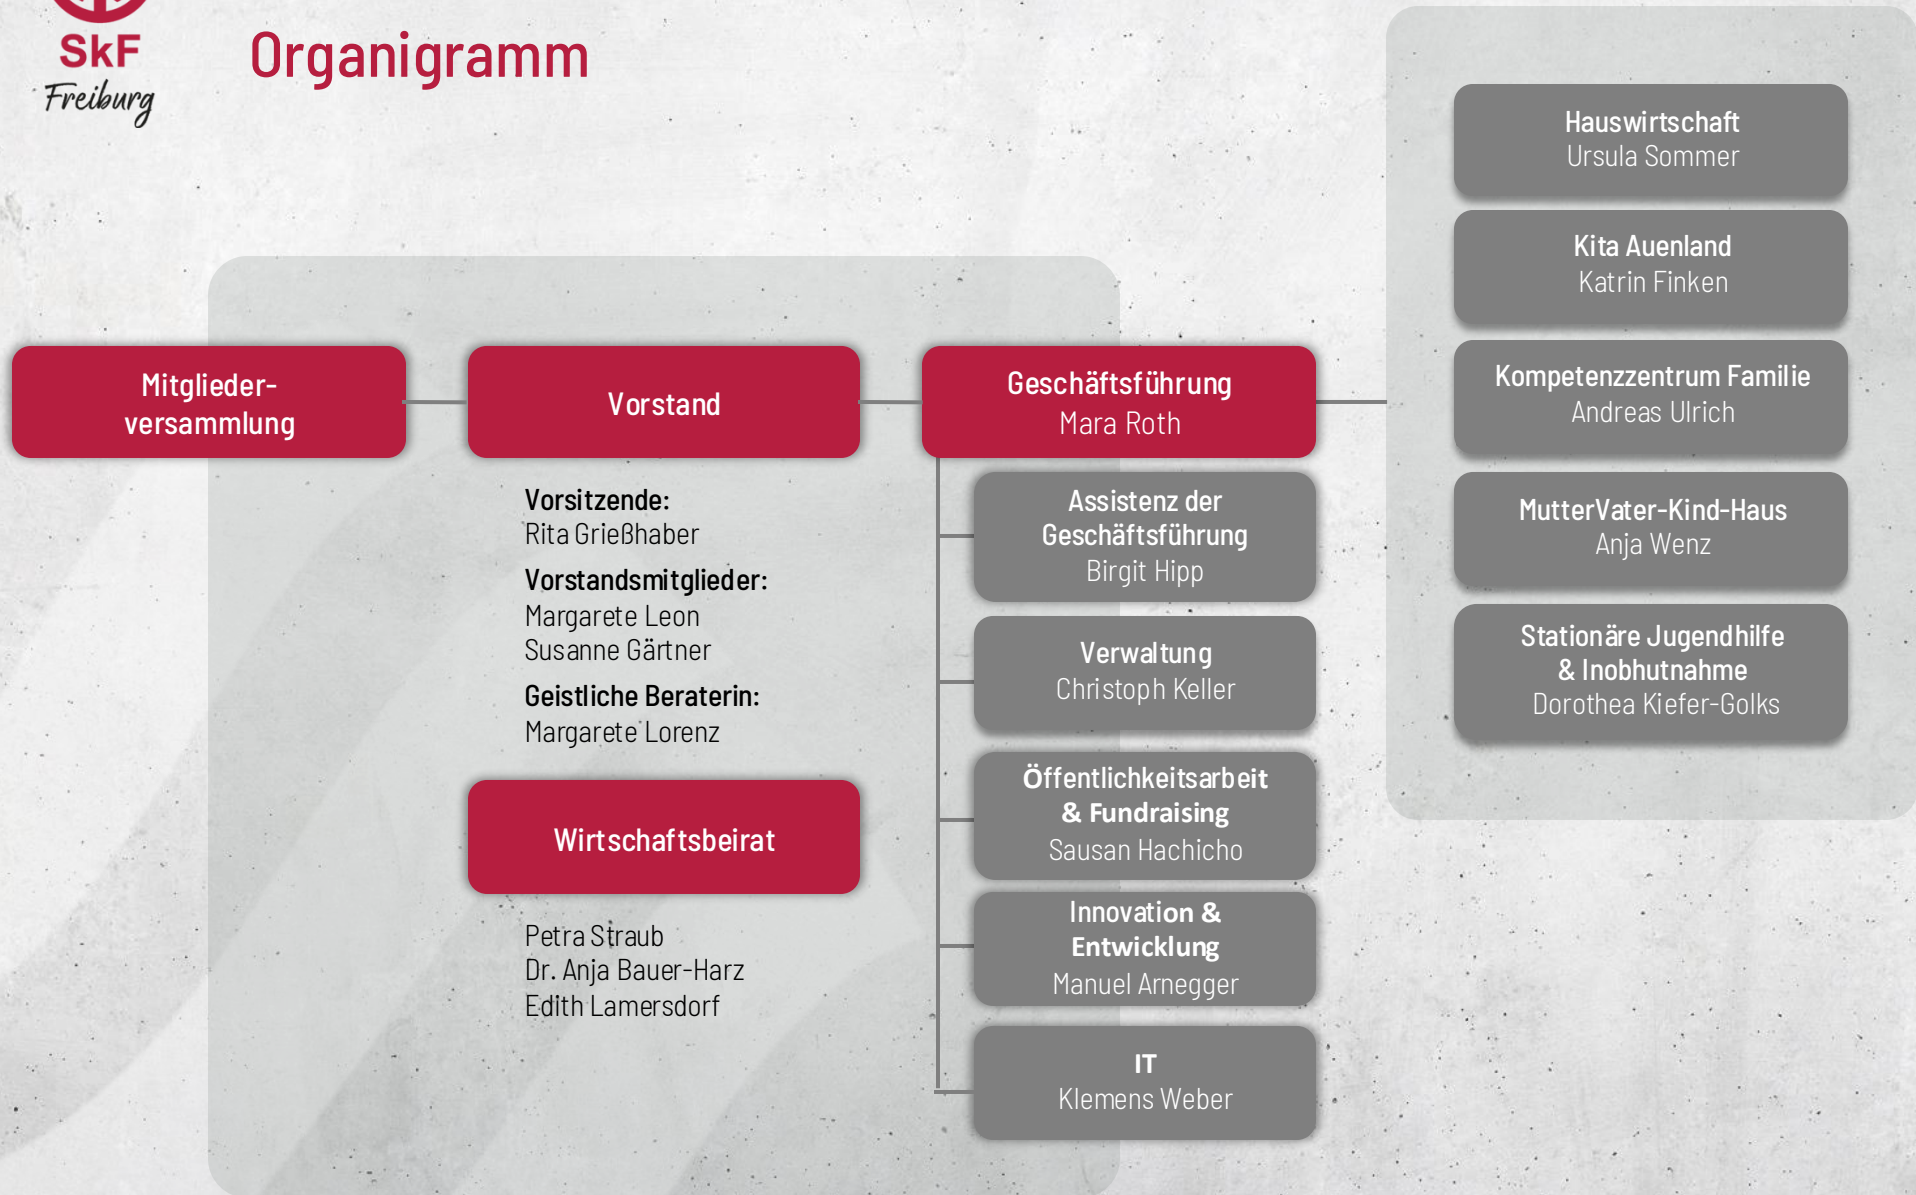 SkF
Freiburg
Organigramm
Mitglieder-
versammlung
Vorstand
Vorsitzende:
Rita Grießhaber
Vorstandsmitglieder:
Margarete Leon
Susanne Gärtner
Geistliche Beraterin:
Margarete Lorenz
Wirtschaftsbeirat
Petra Straub
Dr. Anja Bauer-Harz
Edith Lamersdorf
Geschäftsführung
Mara Roth
Assistenz der
Geschäftsführung
Birgit Hipp
Verwaltung
Christoph Keller
Öffentlichkeitsarbeit
& Fundraising
Sausan Hachicho
Innovation &
Entwicklung
Manuel Arnegger
IT
Klemens Weber
Hauswirtschaft
Ursula Sommer
Kita Auenland
Katrin Finken
Kompetenzzentrum Familie
Andreas Ulrich
MutterVater-Kind-Haus
Anja Wenz
Stationäre Jugendhilfe
& Inobhutnahme
Dorothea Kiefer-Golks